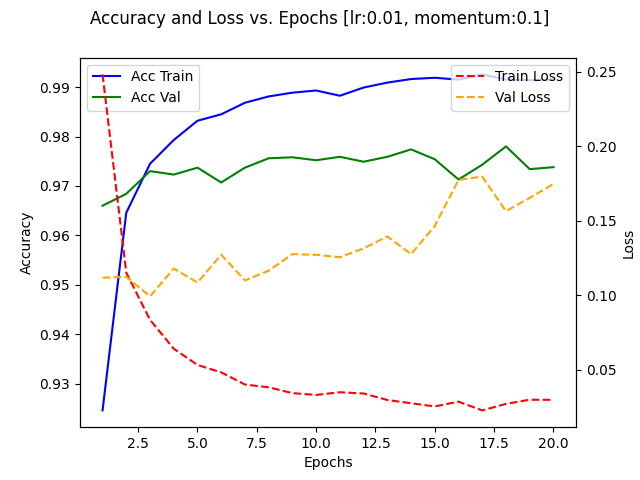 Accuracy and Loss vs. Epochs [lr:0.01, momentum:0.1]
Acc Train
Acc Val
Train Loss
Val Loss
0.99
0.98
0.97
0.96
0.95
0.94
0.93
Accuracy
0.25
0.20
0.15
0.10
0.05
Loss
2.5
5.0
7.5
10.0
12.5
15.0
17.5
20.0
Epochs